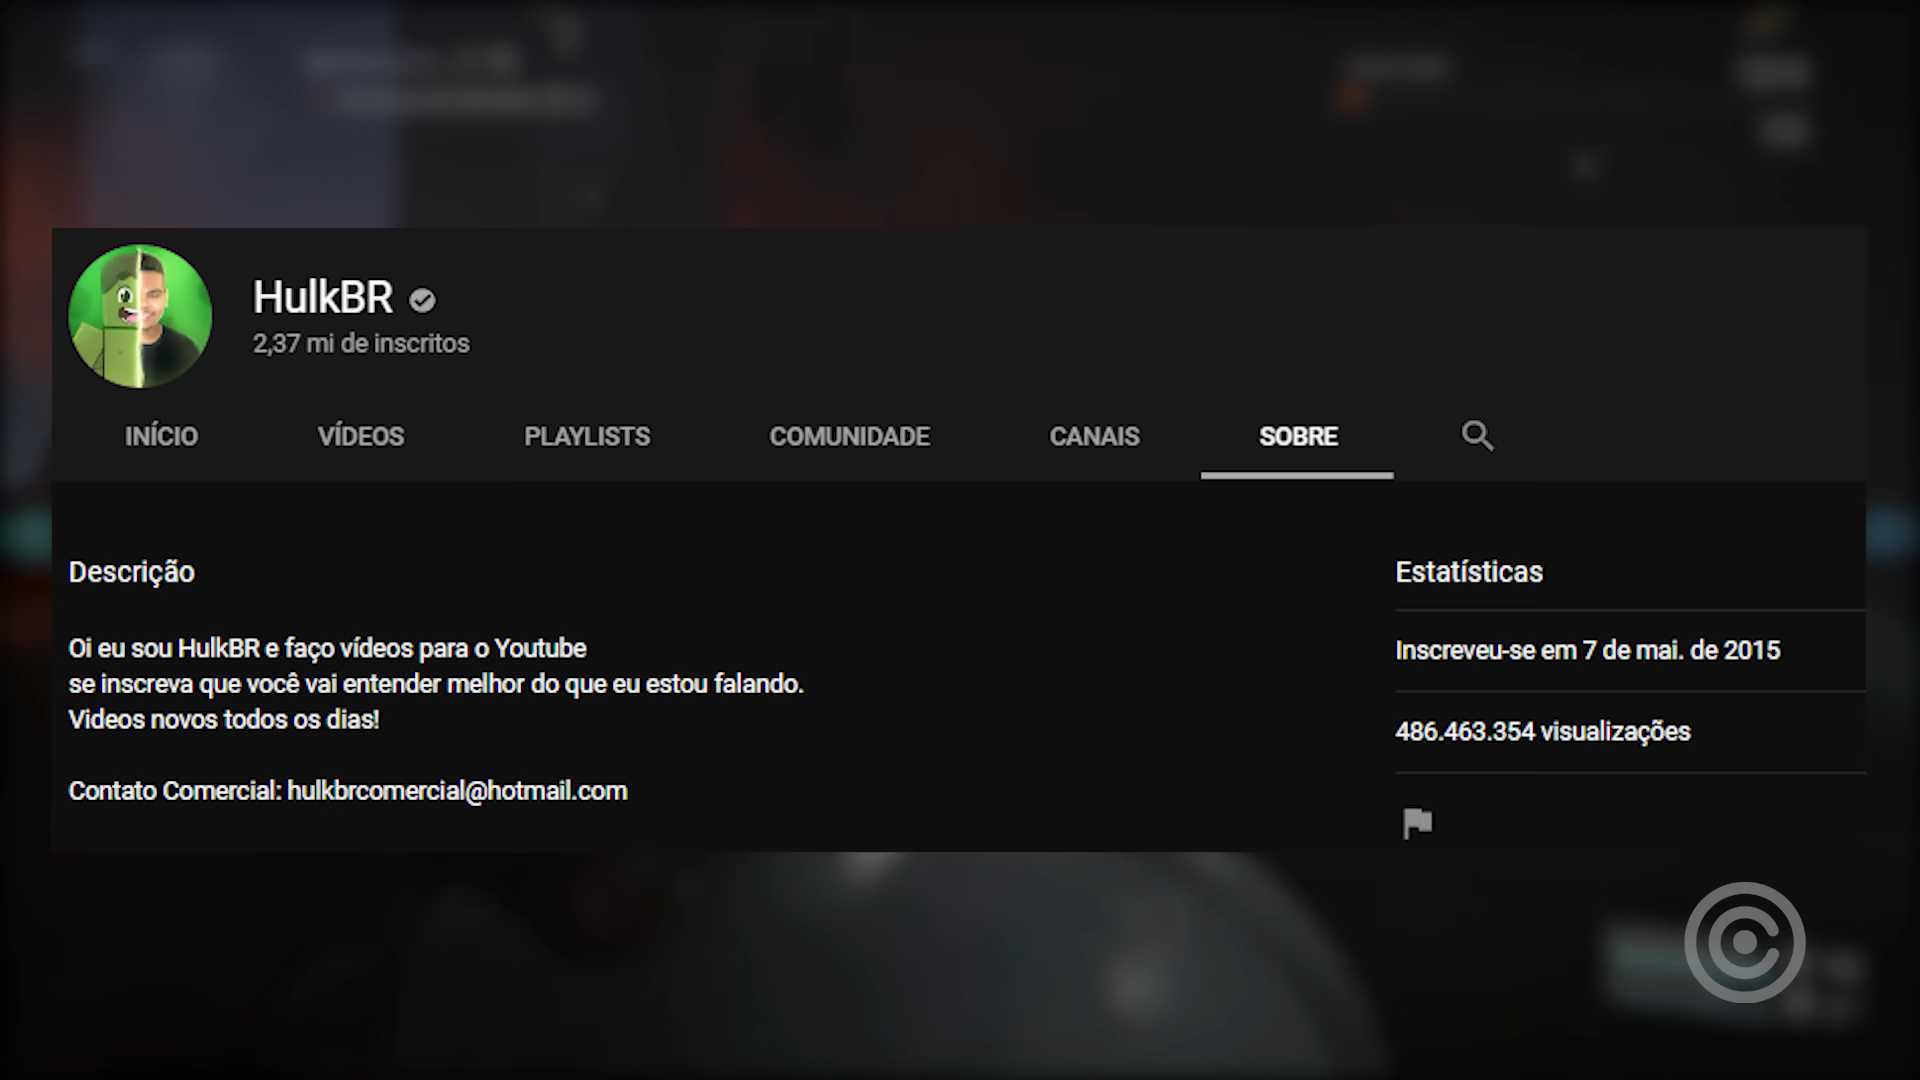 HulkBR
2,37 mi de inscritos
INÍCIO VÍDEOS PLAYLISTS COMUNIDADE CANAIS SOBRE
Descrição
Oi eu sou HulkBR e faço vídeos para o Youtube
se inscreva que você vai entender melhor do que eu estou falando.
Videos novos todos os dias!
Contato Comercial: hulkbrcomercial@hotmail.com
Estatísticas
Inscreveu-se em 7 de mai. de 2015
486.463.354 visualizações